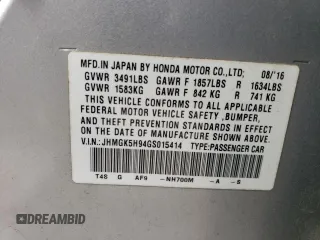 MFD. IN JAPAN BY HONDA MOTOR CO.,LTD; 08/'16
GVWR 3491LBS GAWR F 1857LBS R 1634LBS
GVWR 1583KG GAWR F 842 KG R 741 KG
THIS VEHICLE CONFORMS TO ALL APPLICABLE
FEDERAL MOTOR VEHICLE SAFETY ,BUMPER,
AND THEFT PREVENTION STANDARDS IN EFFECT
ON THE DATE OF MANUFACTURE SHOWN ABOVE.
V.I.N.: JHMGK5H94GS015414 TYPE:PASSENGER CAR
T4S G AF9 -NH700M -A -S
DREAMBID